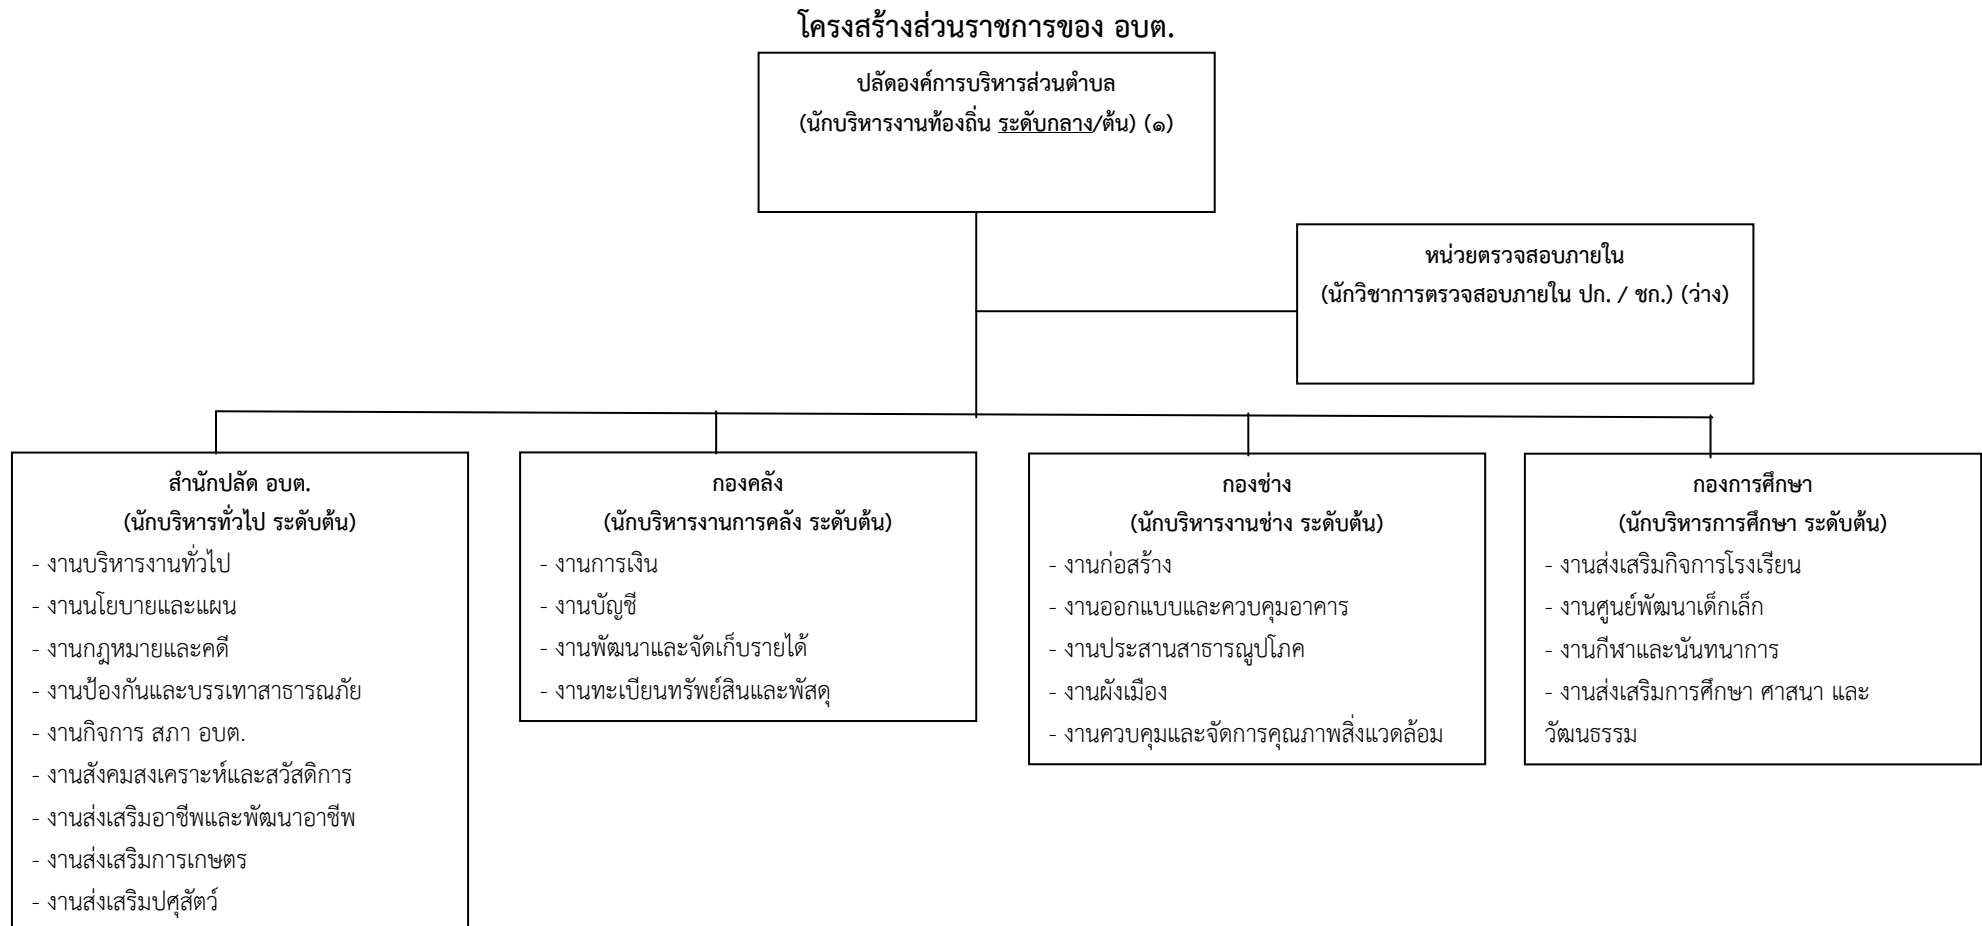 โครงสร้างส่วนราชการของ อบต.
ปลัดองค์การบริหารส่วนตำบล
(นักบริหารงานท้องถิ่น ระดับกลาง/ต้น) (๑)
หน่วยตรวจสอบภายใน
(นักวิชาการตรวจสอบภายใน ปก. / ชก.) (ว่าง)
สำนักปลัด อบต.
(นักบริหารทั่วไป ระดับต้น)
- งานบริหารงานทั่วไป
- งานนโยบายและแผน
- งานกฎหมายและคดี
- งานป้องกันและบรรเทาสาธารณภัย
- งานกิจการ สภา อบต.
- งานสังคมสงเคราะห์และสวัสดิการ
- งานส่งเสริมอาชีพและพัฒนาอาชีพ
- งานส่งเสริมการเกษตร
- งานส่งเสริมปศุสัตว์
กองคลัง
(นักบริหารงานการคลัง ระดับต้น)
- งานการเงิน
- งานบัญชี
- งานพัฒนาและจัดเก็บรายได้
- งานทะเบียนทรัพย์สินและพัสดุ
กองช่าง
(นักบริหารงานช่าง ระดับต้น)
- งานก่อสร้าง
- งานออกแบบและควบคุมอาคาร
- งานประสานสาธารณูปโภค
- งานผังเมือง
- งานควบคุมและจัดการคุณภาพสิ่งแวดล้อม
กองการศึกษา
(นักบริหารการศึกษา ระดับต้น)
- งานส่งเสริมกิจการโรงเรียน
- งานศูนย์พัฒนาเด็กเล็ก
- งานกีฬาและนันทนาการ
- งานส่งเสริมการศึกษา ศาสนา และ
วัฒนธรรม